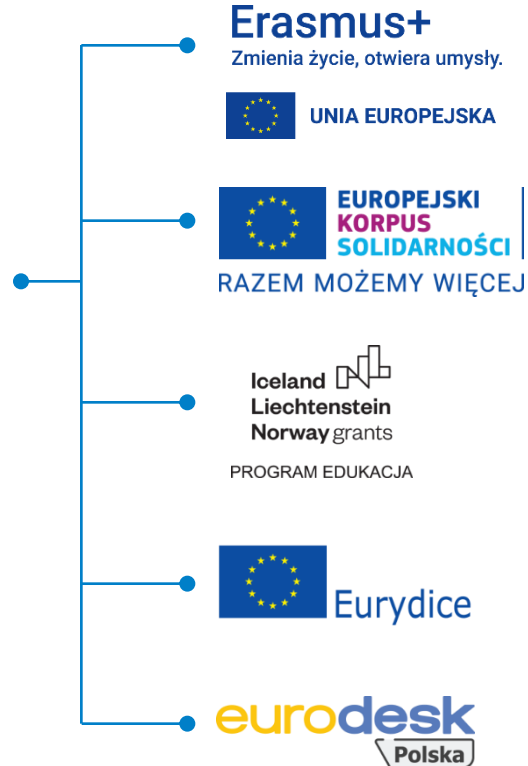 Erasmus+
Zmienia życie, otwiera umysły.
UNIA EUROPEJSKA
EUROPEJSKI
KORPUS
SOLIDARNOŚCI
RAZEM MOŻEMY WIĘCEJ
Iceland
Liechtenstein
Norway grants
PROGRAM EDUKACJA
Eurydice
eurodesk
Polska